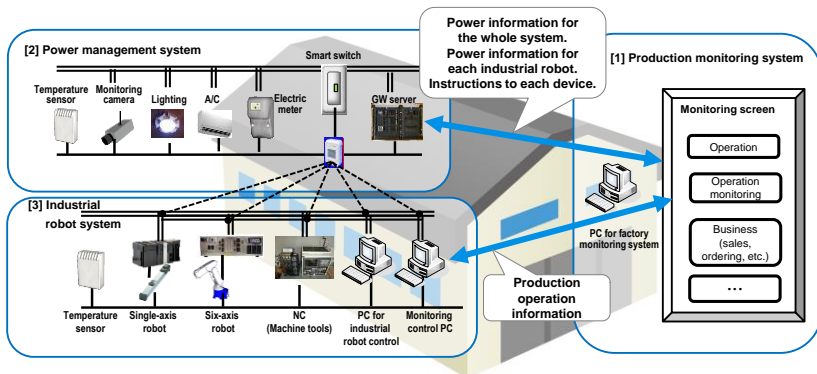 [2] Power management system
Smart switch
Temperature
sensor
Monitoring
camera
Lighting
A/C
Electric
meter
GW server
Power information for
the whole system.
Power information for
each industrial robot.
Instructions to each device.
[1] Production monitoring system
Monitoring screen
Operation
Operation
monitoring
Business
(sales,
ordering, etc.)
...
PC for factory
monitoring system
[3] Industrial
robot system
Temperature
sensor
Single-axis
robot
Six-axis
robot
NC
(Machine tools)
PC for
industrial
robot control
Monitoring
control PC
Production
operation
information